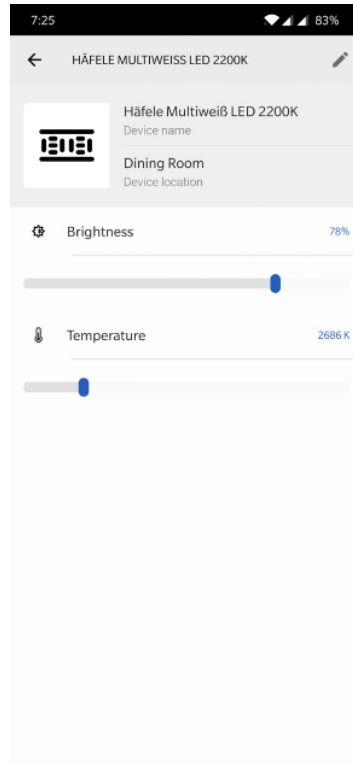 7:25 83%
HÄFELE MULTIWEISS LED 2200K
Häfele Multiweiß LED 2200K
Device name
Dining Room
Device location
Brightness 78%
Temperature 2686 K